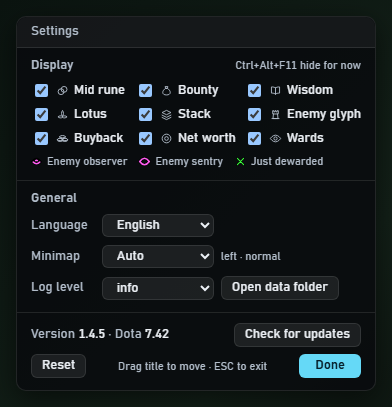 Settings
Display Ctrl+Alt+F11 hide for now
Mid rune Bounty Wisdom
Lotus Stack Enemy glyph
Buyback Net worth Wards
Enemy observer Enemy sentry Just dewarded
General
Language English
Minimap Auto left · normal
Log level info Open data folder
Version 1.4.5 · Dota 7.42 Check for updates
Reset Drag title to move · ESC to exit Done